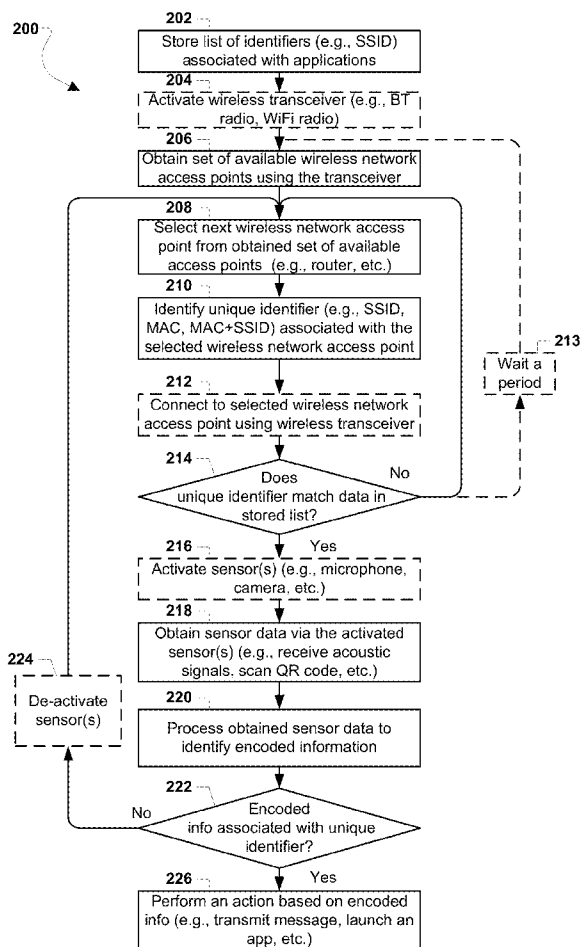 200
202
Store list of identifiers (e.g., SSID)
associated with applications
204
Activate wireless transceiver (e.g., BT
radio, WiFi radio)
206
Obtain set of available wireless network
access points using the transceiver
208
Select next wireless network access
point from obtained set of available
access points (e.g., router, etc.)
210
Identify unique identifier (e.g., SSID,
MAC, MAC+SSID) associated with the
selected wireless network access point
213
Wait a
period
212
Connect to selected wireless network
access point using wireless transceiver
214
No
Does
unique identifier match data in
stored list?
Yes
216
Activate sensor(s) (e.g., microphone,
camera, etc.)
218
Obtain sensor data via the activated
sensor(s) (e.g., receive acoustic
signals, scan QR code, etc.)
224
De-activate
sensor(s)
220
Process obtained sensor data to
identify encoded information
222
No
Encoded
info associated with unique
identifier?
Yes
226
Perform an action based on encoded
info (e.g., transmit message, launch an
app, etc.)